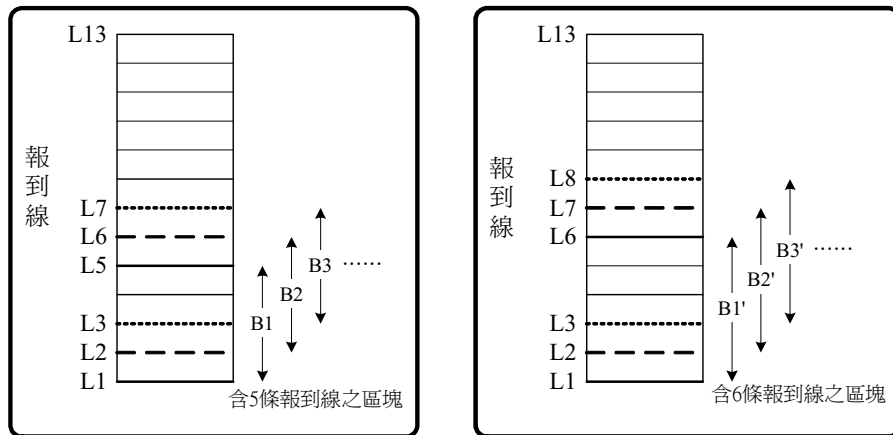 L13
報到線
L7
L6
L5
L3
L2
L1
B1
B2
B3
……
含5條報到線之區塊
L13
報到線
L8
L7
L6
L3
L2
L1
B1'
B2'
B3'
……
含6條報到線之區塊